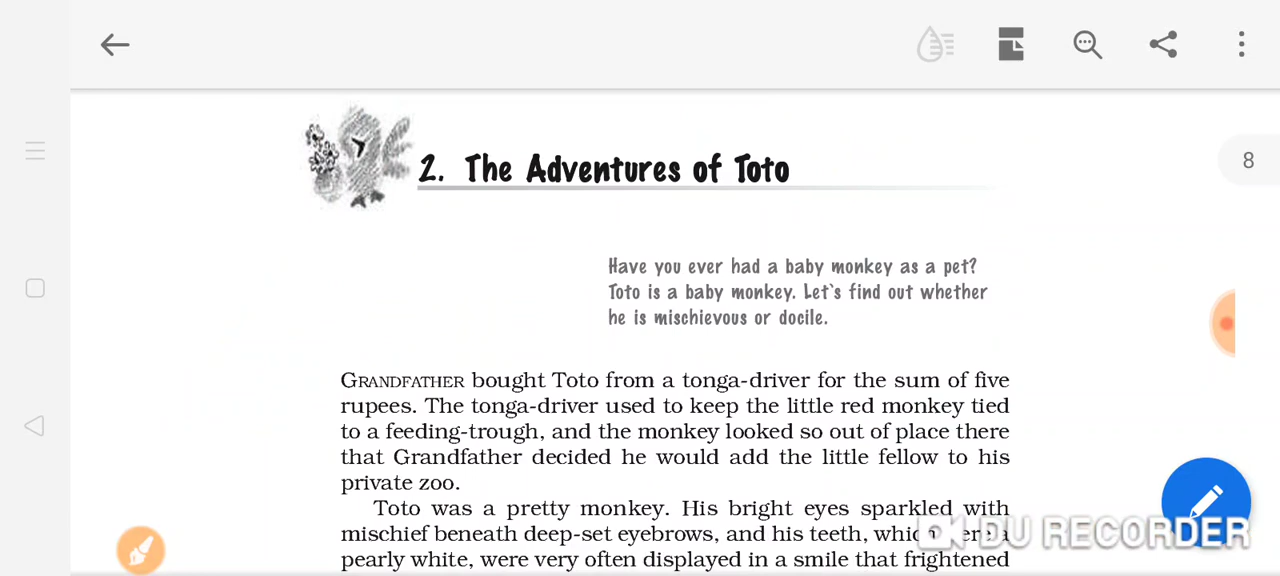 2. The Adventures of Toto
8
Have you ever had a baby monkey as a pet?
Toto is a baby monkey. Let`s find out whether
he is mischievous or docile.
GRANDFATHER bought Toto from a tonga-driver for the sum of five
rupees. The tonga-driver used to keep the little red monkey tied
to a feeding-trough, and the monkey looked so out of place there
that Grandfather decided he would add the little fellow to his
private zoo.
Toto was a pretty monkey. His bright eyes sparkled with
mischief beneath deep-set eyebrows, and his teeth, which were a
pearly white, were very often displayed in a smile that frightened
DU RECORDER